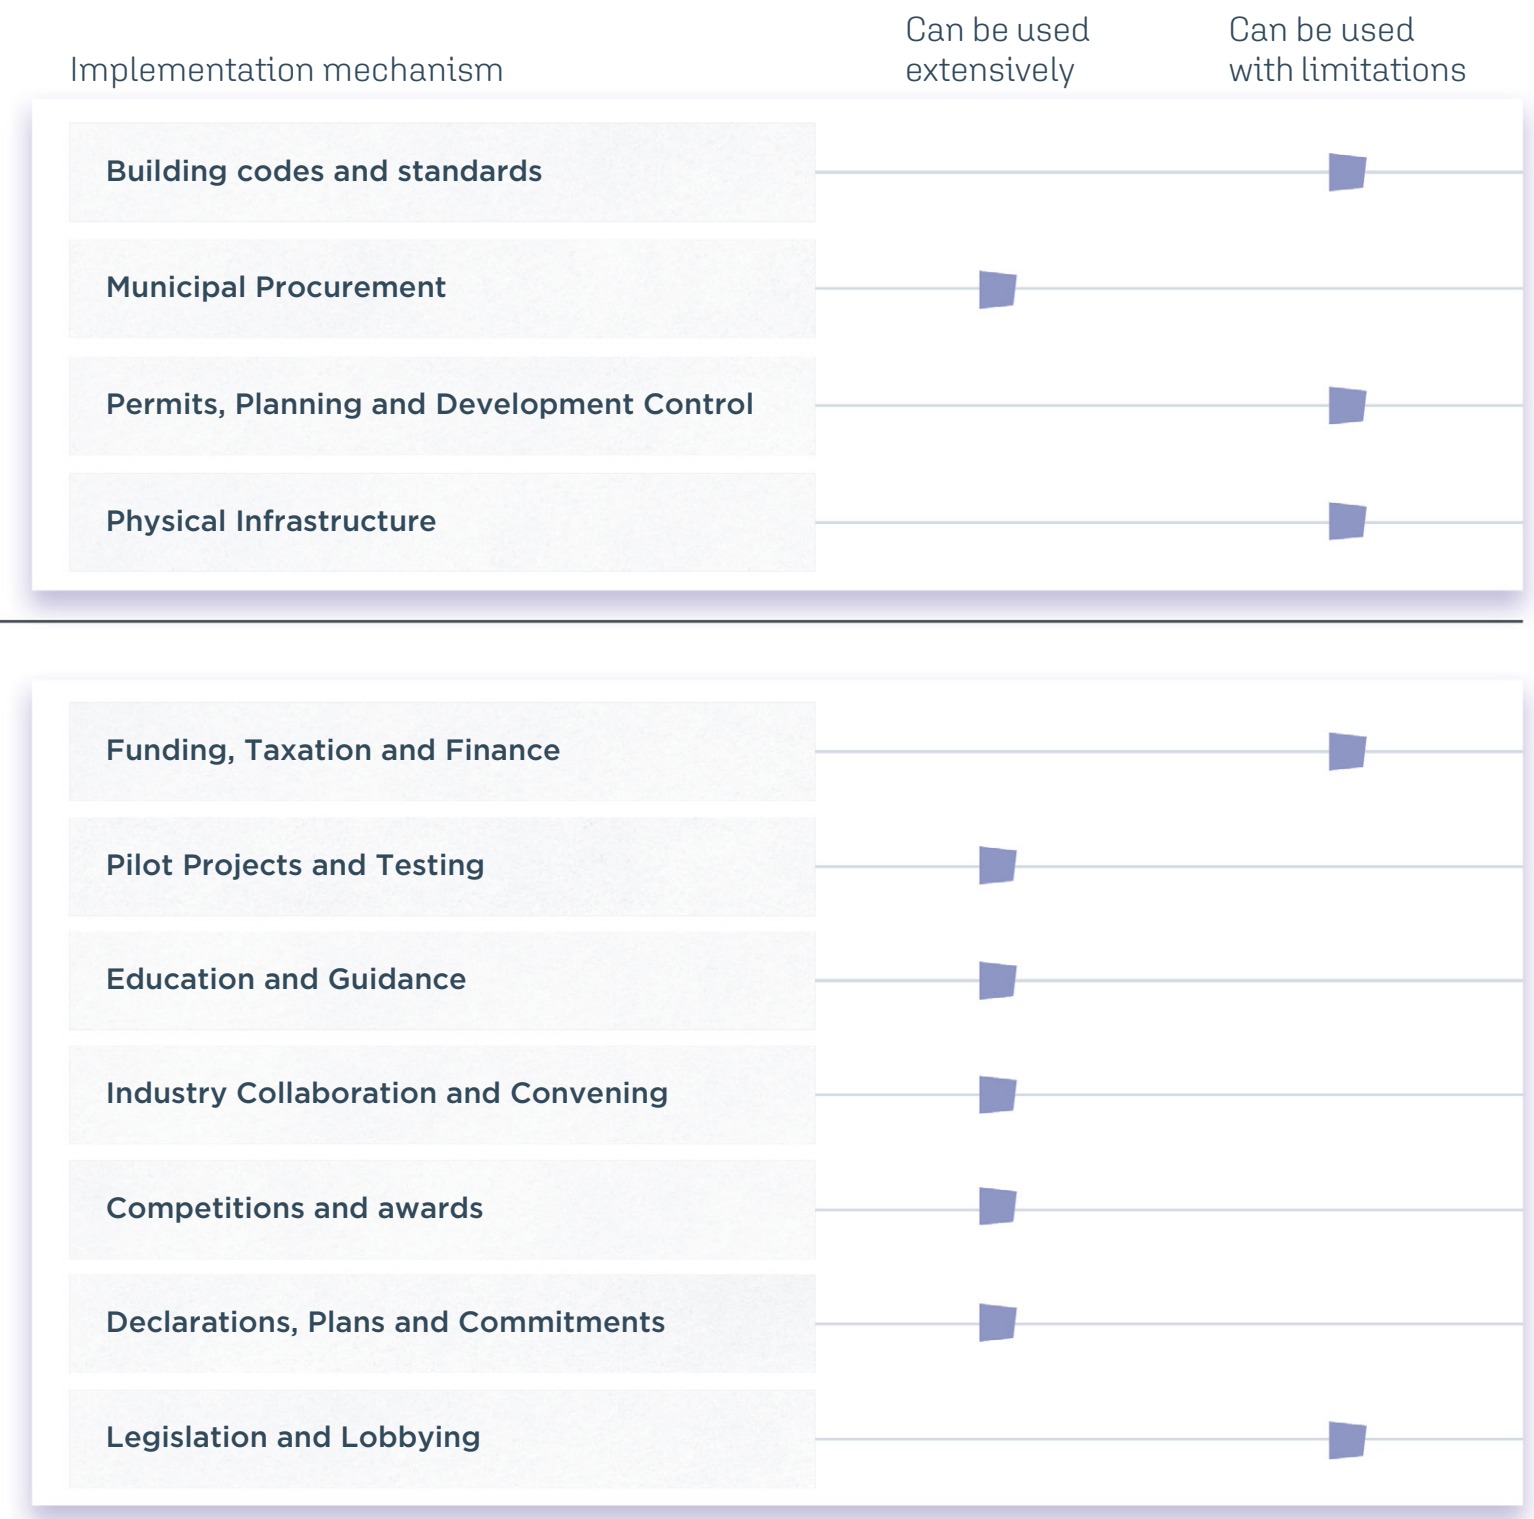 Implementation mechanism
Can be used
extensively
Can be used
with limitations
Building codes and standards
Municipal Procurement
Permits, Planning and Development Control
Physical Infrastructure
Funding, Taxation and Finance
Pilot Projects and Testing
Education and Guidance
Industry Collaboration and Convening
Competitions and awards
Declarations, Plans and Commitments
Legislation and Lobbying